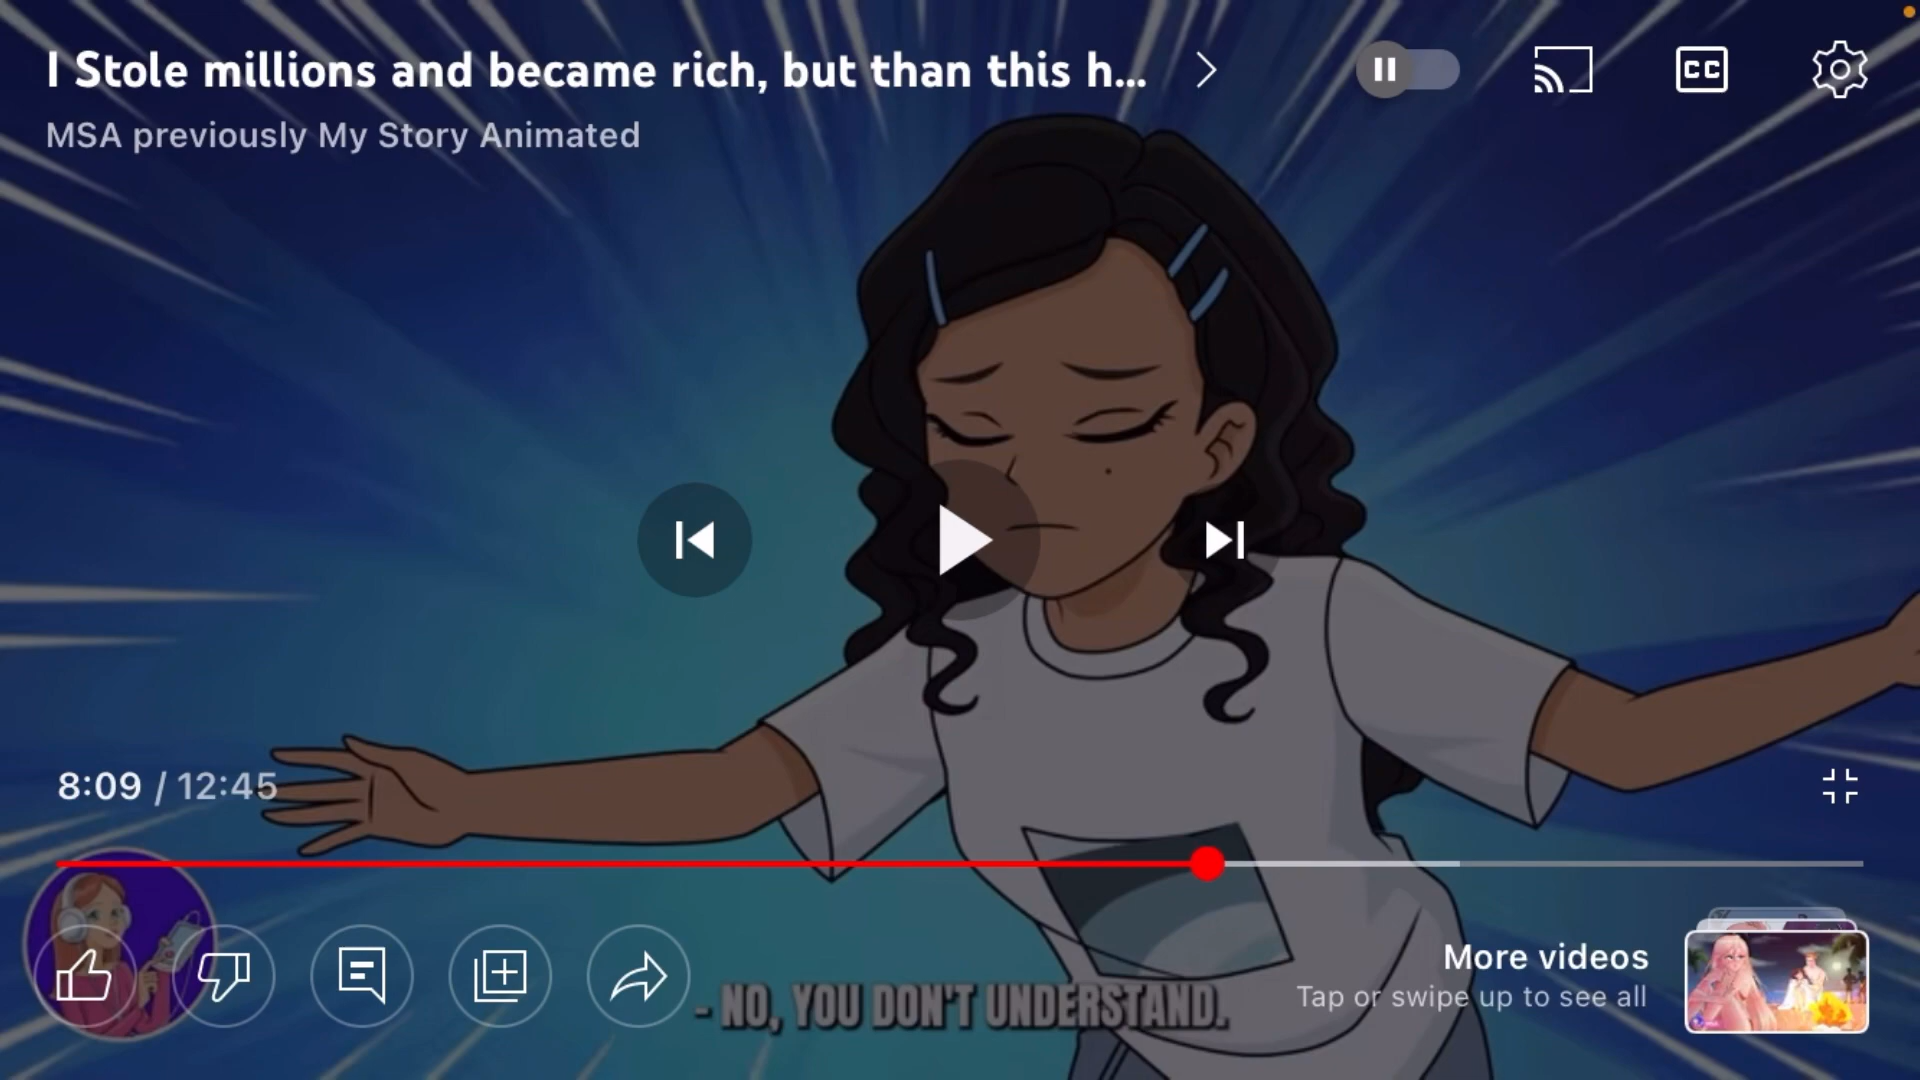 I Stole millions and became rich, but than this h...
MSA previously My Story Animated
CC
8:09 / 12:45
More videos
Tap or swipe up to see all
- NO, YOU DON'T UNDERSTAND.